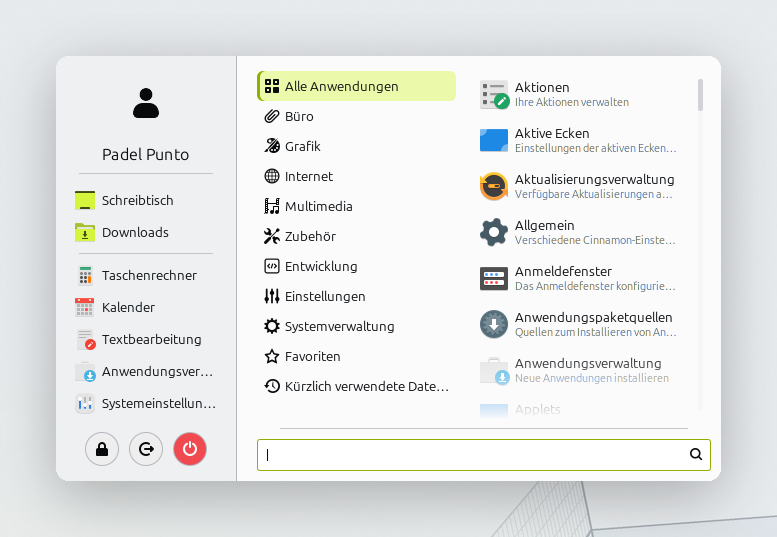 Padel Punto
Schreibtisch
Downloads
Taschenrechner
Kalender
Textbearbeitung
Anwendungsver...
Systemeinstellun...
Alle Anwendungen
Büro
Grafik
Internet
Multimedia
Zubehör
Entwicklung
Einstellungen
Systemverwaltung
Favoriten
Kürzlich verwendete Date...
Aktionen
Ihre Aktionen verwalten
Aktive Ecken
Einstellungen der aktiven Ecken...
Aktualisierungsverwaltung
Verfügbare Aktualisierungen a...
Allgemein
Verschiedene Cinnamon-Einste...
Anmeldefenster
Das Anmeldefenster konfigurie...
Anwendungspaketquellen
Quellen zum Installieren von An...
Anwendungsverwaltung
Neue Anwendungen installieren
Applets